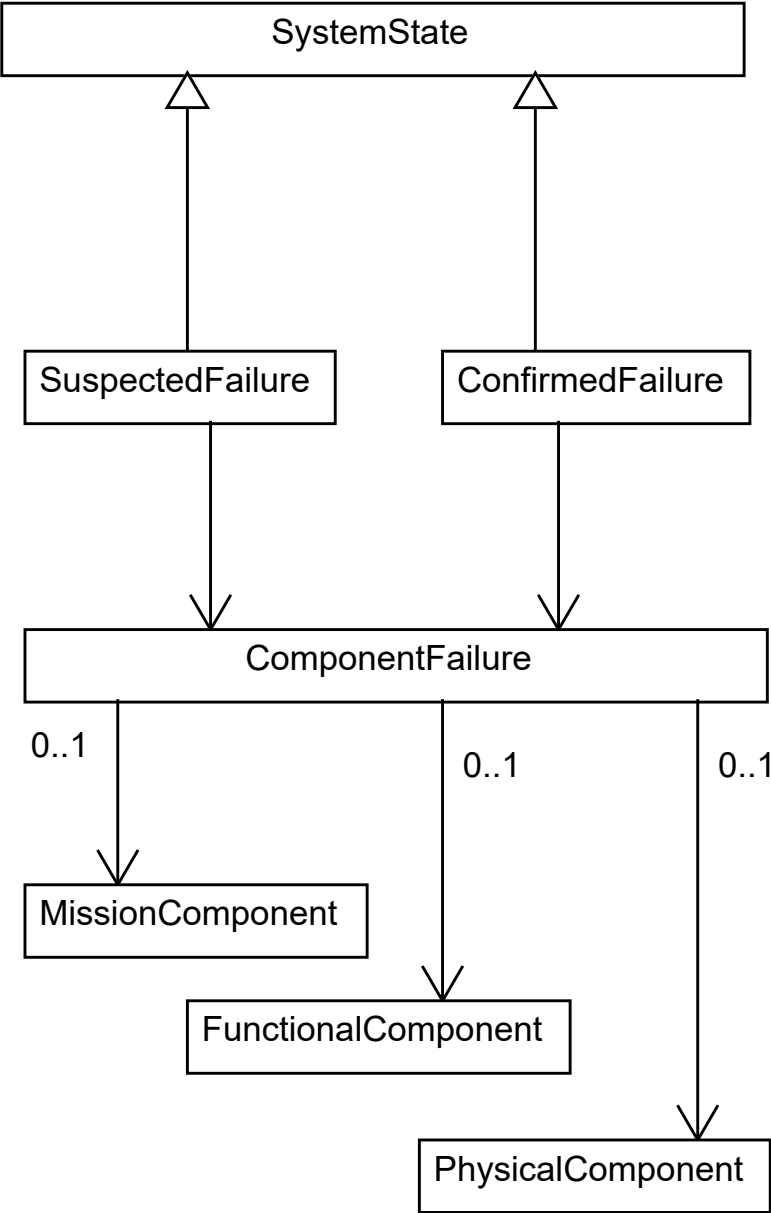 SystemState
SuspectedFailure
ConfirmedFailure
ComponentFailure
0..1
0..1
0..1
MissionComponent
FunctionalComponent
PhysicalComponent